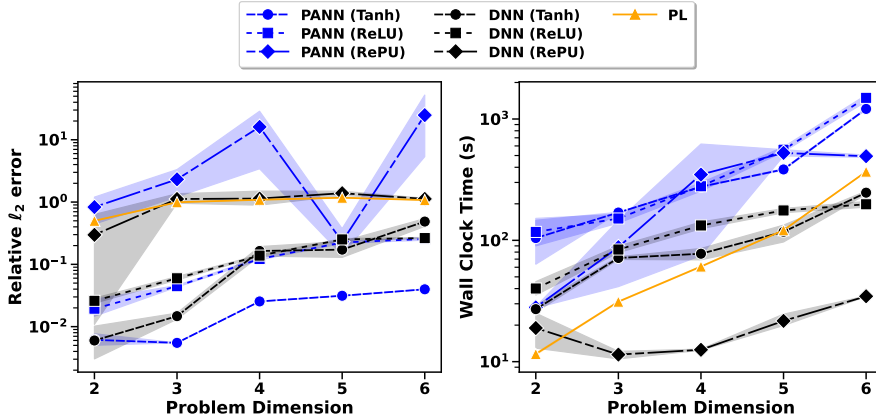 PANN (Tanh) DNN (Tanh) PL
PANN (ReLU) DNN (ReLU)
PANN (RePU) DNN (RePU)
Relative ℓ₂ error
10¹
10⁰
10⁻¹
10⁻²
2 3 4 5 6
Problem Dimension
Wall Clock Time (s)
10³
10²
10¹
2 3 4 5 6
Problem Dimension